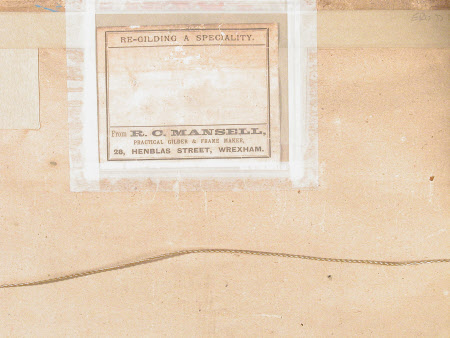 RE-GILDING A SPECIALITY.
From R. C. MANSELL,
PRACTICAL GILDER & FRAME MAKER,
28, HENBLAS STREET, WREXHAM.